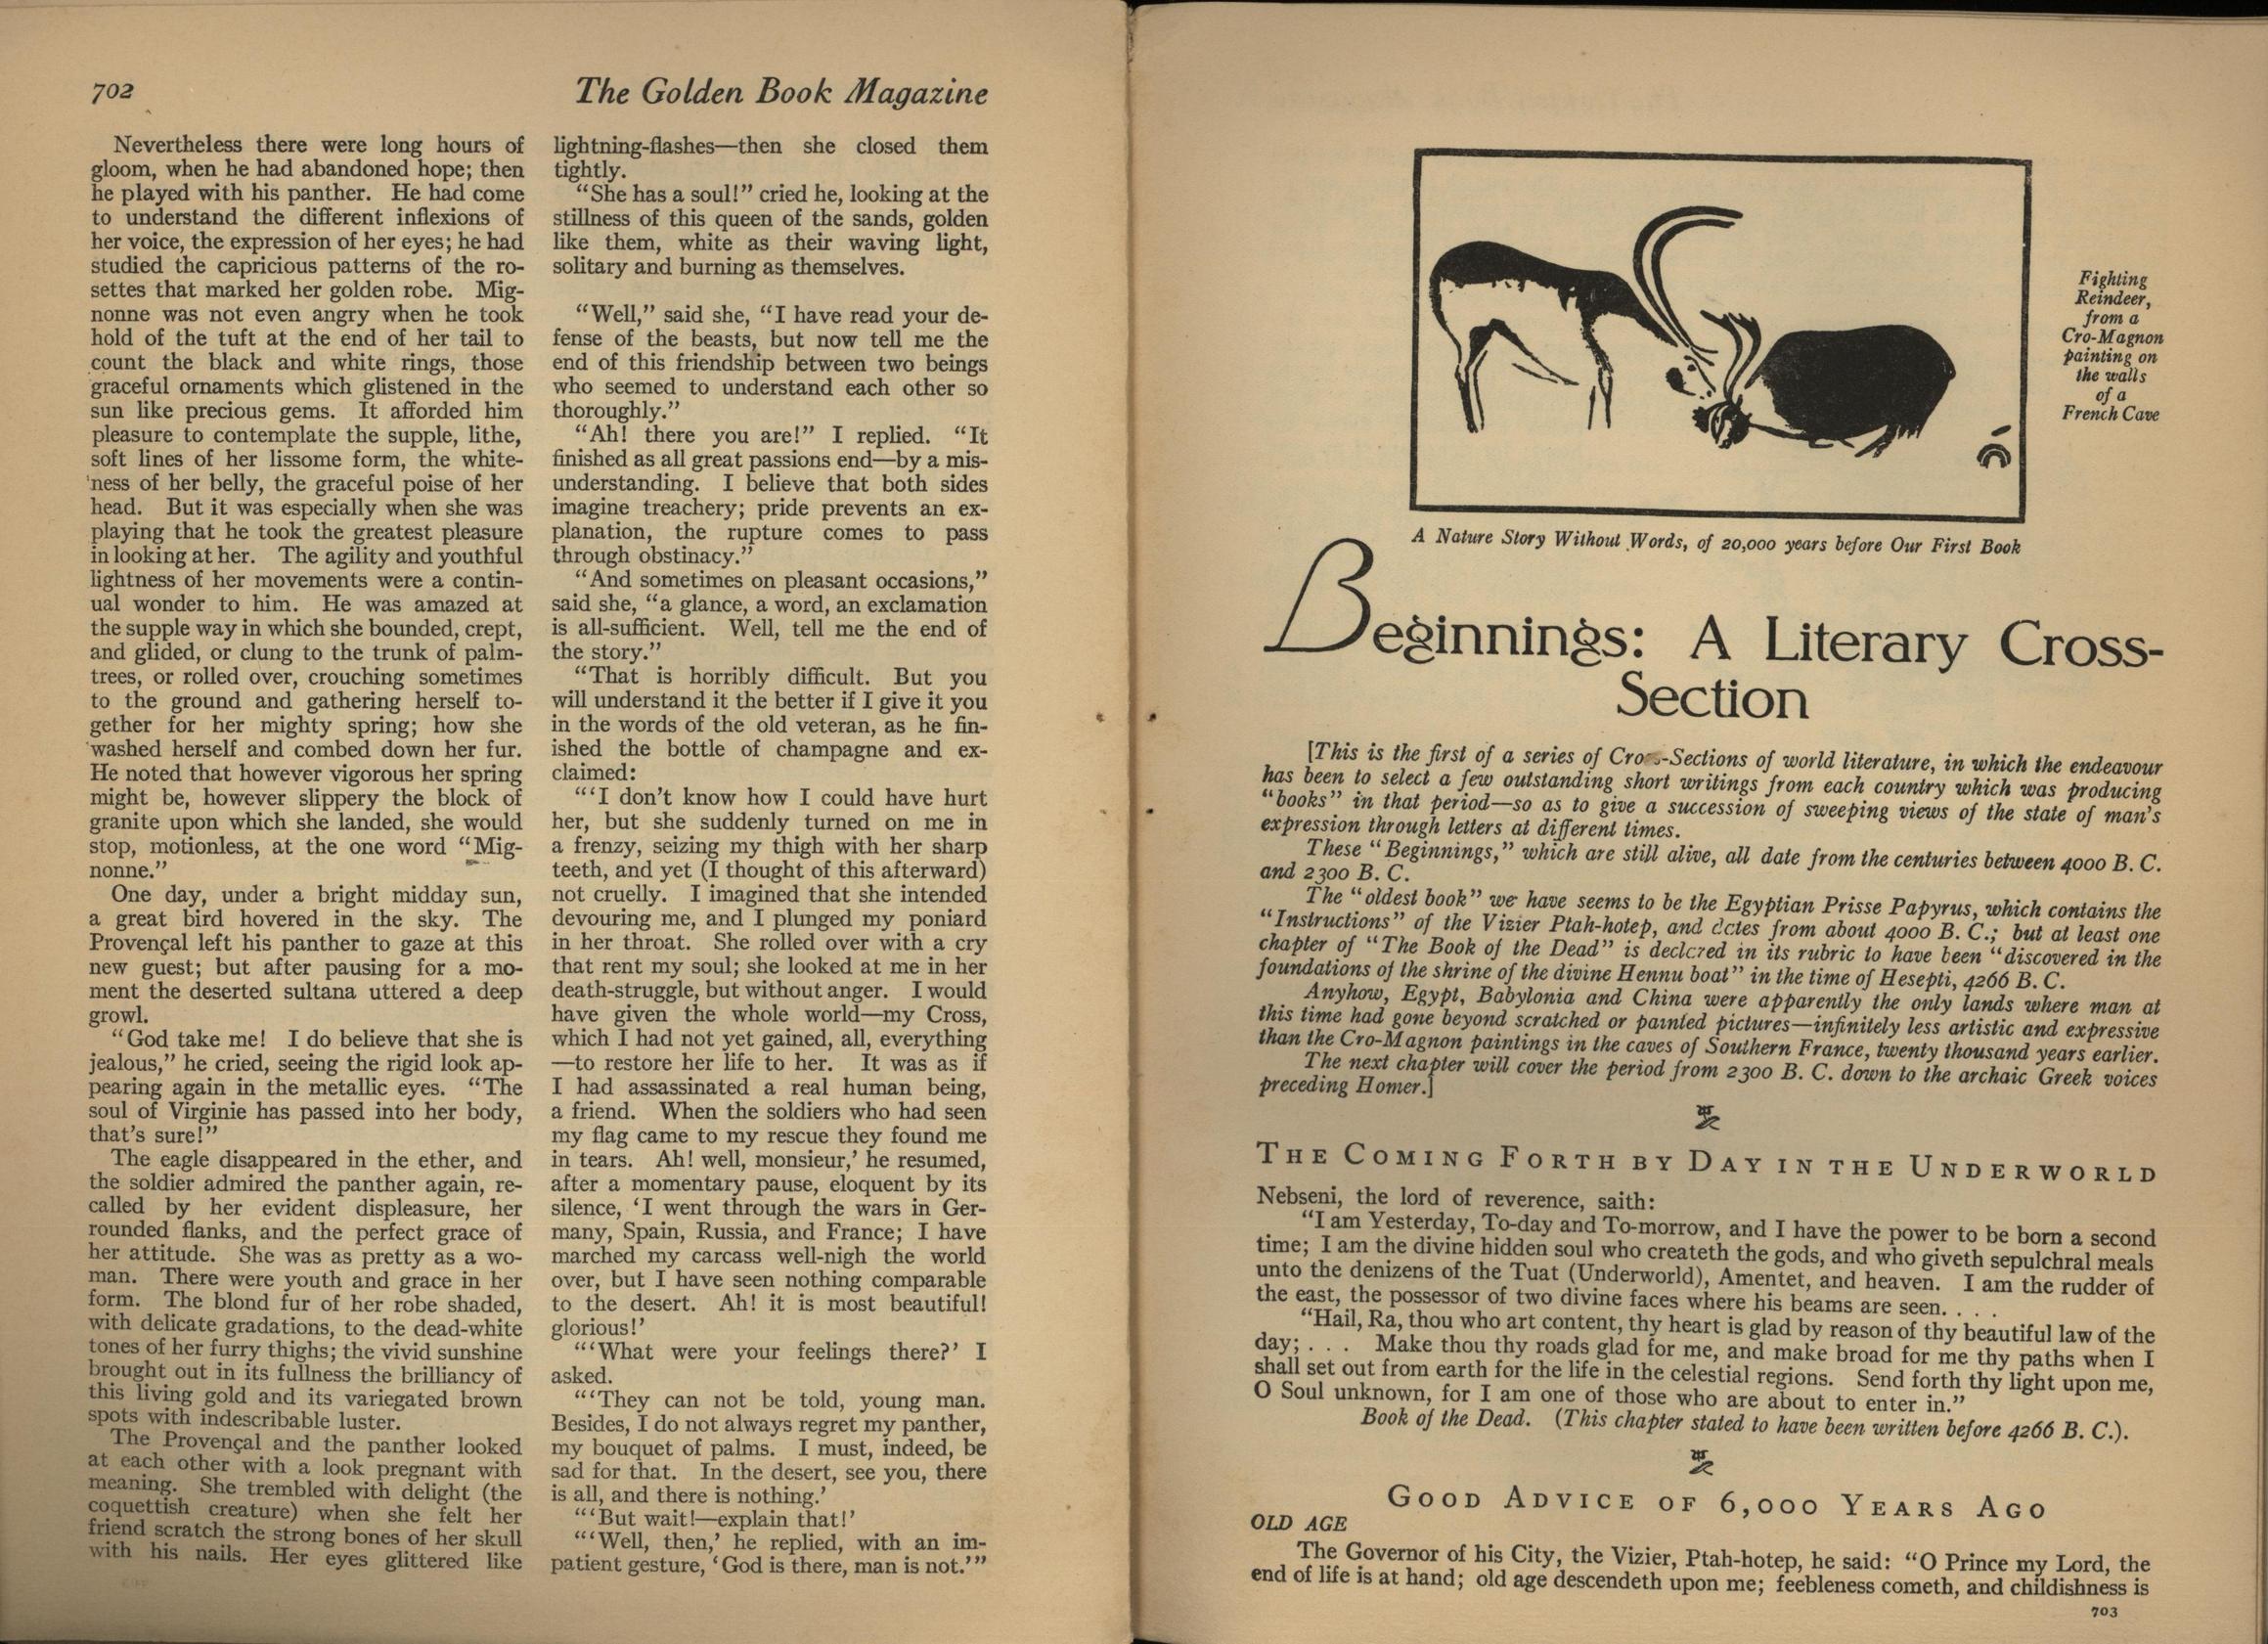 702
The Golden Book Magazine
Nevertheless there were long hours of
gloom, when he had abandoned hope; then
he played with his panther. He had come
to understand the different inflexions of
her voice, the expression of her eyes; he had
studied the capricious patterns of the ro-
settes that marked her golden robe. Mig-
nonne was not even angry when he took
hold of the tuft at the end of her tail to
count the black and white rings, those
graceful ornaments which glistened in the
sun like precious gems. It afforded him
pleasure to contemplate the supple, lithe,
soft lines of her lissome form, the white-
ness of her belly, the graceful poise of her
head. But it was especially when she was
playing that he took the greatest pleasure
in looking at her. The agility and youthful
lightness of her movements were a contin-
ual wonder to him. He was amazed at
the supple way in which she bounded, crept,
and glided, or clung to the trunk of palm-
trees, or rolled over, crouching sometimes
to the ground and gathering herself to-
gether for her mighty spring; how she
washed herself and combed down her fur.
He noted that however vigorous her spring
might be, however slippery the block of
granite upon which she landed, she would
stop, motionless, at the one word “Mig-
nonne.”
One day, under a bright midday sun,
a great bird hovered in the sky. The
Provençal left his panther to gaze at this
new guest; but after pausing for a mo-
ment the deserted sultana uttered a deep
growl.
“God take me! I do believe that she is
jealous,” he cried, seeing the rigid look ap-
pearing again in the metallic eyes. “The
soul of Virginie has passed into her body,
that’s sure!”
The eagle disappeared in the ether, and
the soldier admired the panther again, re-
called by her evident displeasure, her
rounded flanks, and the perfect grace of
her attitude. She was as pretty as a wo-
man. There were youth and grace in her
form. The blond fur of her robe shaded,
with delicate gradations, to the dead-white
tones of her furry thighs; the vivid sunshine
brought out in its fullness the brilliancy of
this living gold and its variegated brown
spots with indescribable luster.
The Provençal and the panther looked
at each other with a look pregnant with
meaning. She trembled with delight (the
coquettish creature) when she felt her
friend scratch the strong bones of her skull
with his nails. Her eyes glittered like
lightning-flashes—then she closed them
tightly.
“She has a soul!” cried he, looking at the
stillness of this queen of the sands, golden
like them, white as their waving light,
solitary and burning as themselves.
“Well,” said she, “I have read your de-
fense of the beasts, but now tell me the
end of this friendship between two beings
who seemed to understand each other so
thoroughly.”
“Ah! there you are!” I replied. “It
finished as all great passions end—by a mis-
understanding. I believe that both sides
imagine treachery; pride prevents an ex-
planation, the rupture comes to pass
through obstinacy.”
“And sometimes on pleasant occasions,”
said she, “a glance, a word, an exclamation
is all-sufficient. Well, tell me the end of
the story.”
“That is horribly difficult. But you
will understand it the better if I give it you
in the words of the old veteran, as he fin-
ished the bottle of champagne and ex-
claimed:
“‘I don’t know how I could have hurt
her, but she suddenly turned on me in
a frenzy, seizing my thigh with her sharp
teeth, and yet (I thought of this afterward)
not cruelly. I imagined that she intended
devouring me, and I plunged my poniard
in her throat. She rolled over with a cry
that rent my soul; she looked at me in her
death-struggle, but without anger. I would
have given the whole world—my Cross,
which I had not yet gained, all, everything
—to restore her life to her. It was as if
I had assassinated a real human being,
a friend. When the soldiers who had seen
my flag came to my rescue they found me
in tears. Ah! well, monsieur,’ he resumed,
after a momentary pause, eloquent by its
silence, ‘I went through the wars in Ger-
many, Spain, Russia, and France; I have
marched my carcass well-nigh the world
over, but I have seen nothing comparable
to the desert. Ah! it is most beautiful!
glorious!’
“‘What were your feelings there?’ I
asked.
“‘They can not be told, young man.
Besides, I do not always regret my panther,
my bouquet of palms. I must, indeed, be
sad for that. In the desert, see you, there
is all, and there is nothing.’
“‘But wait!—explain that!’
“‘Well, then,’ he replied, with an im-
patient gesture, ‘God is there, man is not.’”
Fighting
Reindeer,
from a
Cro-Magnon
painting on
the walls
of a
French Cave
A Nature Story Without Words, of 20,000 years before Our First Book
Beginnings: A Literary Cross-
Section
[This is the first of a series of Cross-Sections of world literature, in which the endeavour
has been to select a few outstanding short writings from each country which was producing
“books” in that period—so as to give a succession of sweeping views of the state of man’s
expression through letters at different times.
These “Beginnings,” which are still alive, all date from the centuries between 4000 B. C.
and 2300 B. C.
The “oldest book” we have seems to be the Egyptian Prisse Papyrus, which contains the
“Instructions” of the Vizier Ptah-hotep, and dates from about 4000 B. C.; but at least one
chapter of “The Book of the Dead” is declared in its rubric to have been “discovered in the
foundations of the shrine of the divine Hennu boat” in the time of Hesepti, 4266 B. C.
Anyhow, Egypt, Babylonia and China were apparently the only lands where man at
this time had gone beyond scratched or painted pictures—infinitely less artistic and expressive
than the Cro-Magnon paintings in the caves of Southern France, twenty thousand years earlier.
The next chapter will cover the period from 2300 B. C. down to the archaic Greek voices
preceding Homer.]
THE COMING FORTH BY DAY IN THE UNDERWORLD
Nebseni, the lord of reverence, saith:
“I am Yesterday, To-day and To-morrow, and I have the power to be born a second
time; I am the divine hidden soul who createth the gods, and who giveth sepulchral meals
unto the denizens of the Tuat (Underworld), Amentet, and heaven. I am the rudder of
the east, the possessor of two divine faces where his beams are seen. . . .
“Hail, Ra, thou who art content, thy heart is glad by reason of thy beautiful law of the
day; . . . Make thou thy roads glad for me, and make broad for me thy paths when I
shall set out from earth for the life in the celestial regions. Send forth thy light upon me,
O Soul unknown, for I am one of those who are about to enter in.”
Book of the Dead. (This chapter stated to have been written before 4266 B. C.).
GOOD ADVICE OF 6,000 YEARS AGO
OLD AGE
The Governor of his City, the Vizier, Ptah-hotep, he said: “O Prince my Lord, the
end of life is at hand; old age descendeth upon me; feebleness cometh, and childishness is
703